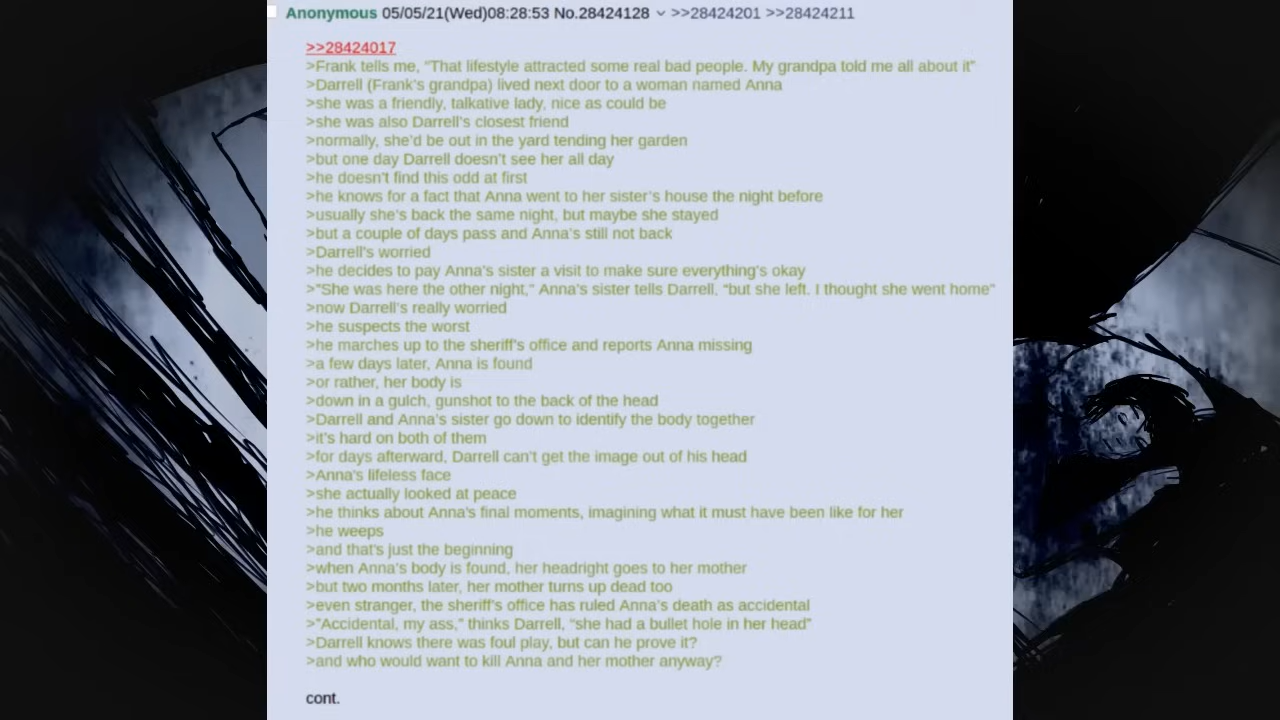 Anonymous 05/05/21(Wed)08:28:53 No.28424128 >>28424201 >>28424211
>>28424017
>Frank tells me, “That lifestyle attracted some real bad people. My grandpa told me all about it”
>Darrell (Frank’s grandpa) lived next door to a woman named Anna
>she was a friendly, talkative lady, nice as could be
>she was also Darrell’s closest friend
>normally, she’d be out in the yard tending her garden
>but one day Darrell doesn’t see her all day
>he doesn’t find this odd at first
>he knows for a fact that Anna went to her sister’s house the night before
>usually she’s back the same night, but maybe she stayed
>but a couple of days pass and Anna’s still not back
>Darrell’s worried
>he decides to pay Anna’s sister a visit to make sure everything’s okay
>”She was here the other night,” Anna’s sister tells Darrell, “but she left. I thought she went home”
>now Darrell’s really worried
>he suspects the worst
>he marches up to the sheriff’s office and reports Anna missing
>a few days later, Anna is found
>or rather, her body is
>down in a gulch, gunshot to the back of the head
>Darrell and Anna’s sister go down to identify the body together
>it’s hard on both of them
>for days afterward, Darrell can’t get the image out of his head
>Anna’s lifeless face
>she actually looked at peace
>he thinks about Anna’s final moments, imagining what it must have been like for her
>he weeps
>and that’s just the beginning
>when Anna’s body is found, her headright goes to her mother
>but two months later, her mother turns up dead too
>even stranger, the sheriff’s office has ruled Anna’s death as accidental
>”Accidental, my ass,” thinks Darrell, “she had a bullet hole in her head”
>Darrell knows there was foul play, but can he prove it?
>and who would want to kill Anna and her mother anyway?
cont.